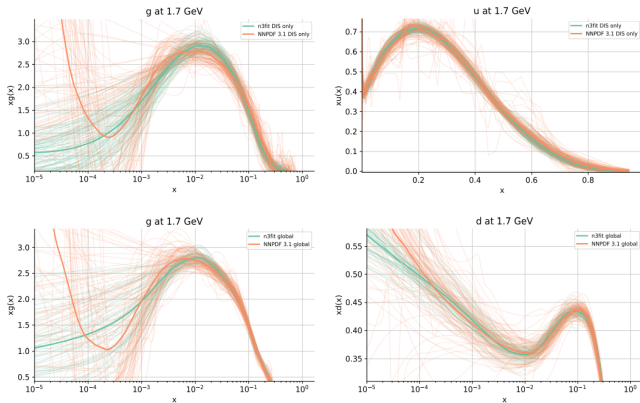 g at 1.7 GeV
n3fit DIS only
NNPDF 3.1 DIS only
3.0
2.5
2.0
1.5
1.0
0.5
xg(x)
10⁻⁵ 10⁻⁴ 10⁻³ 10⁻² 10⁻¹ 10⁰
x
u at 1.7 GeV
n3fit DIS only
NNPDF 3.1 DIS only
0.7
0.6
0.5
0.4
0.3
0.2
0.1
0.0
xu(x)
0.2 0.4 0.6 0.8
x
g at 1.7 GeV
n3fit global
NNPDF 3.1 global
3.0
2.5
2.0
1.5
1.0
0.5
xg(x)
10⁻⁵ 10⁻⁴ 10⁻³ 10⁻² 10⁻¹ 10⁰
x
d at 1.7 GeV
n3fit global
NNPDF 3.1 global
0.55
0.50
0.45
0.40
0.35
xd(x)
10⁻⁵ 10⁻⁴ 10⁻³ 10⁻² 10⁻¹ 10⁰
x